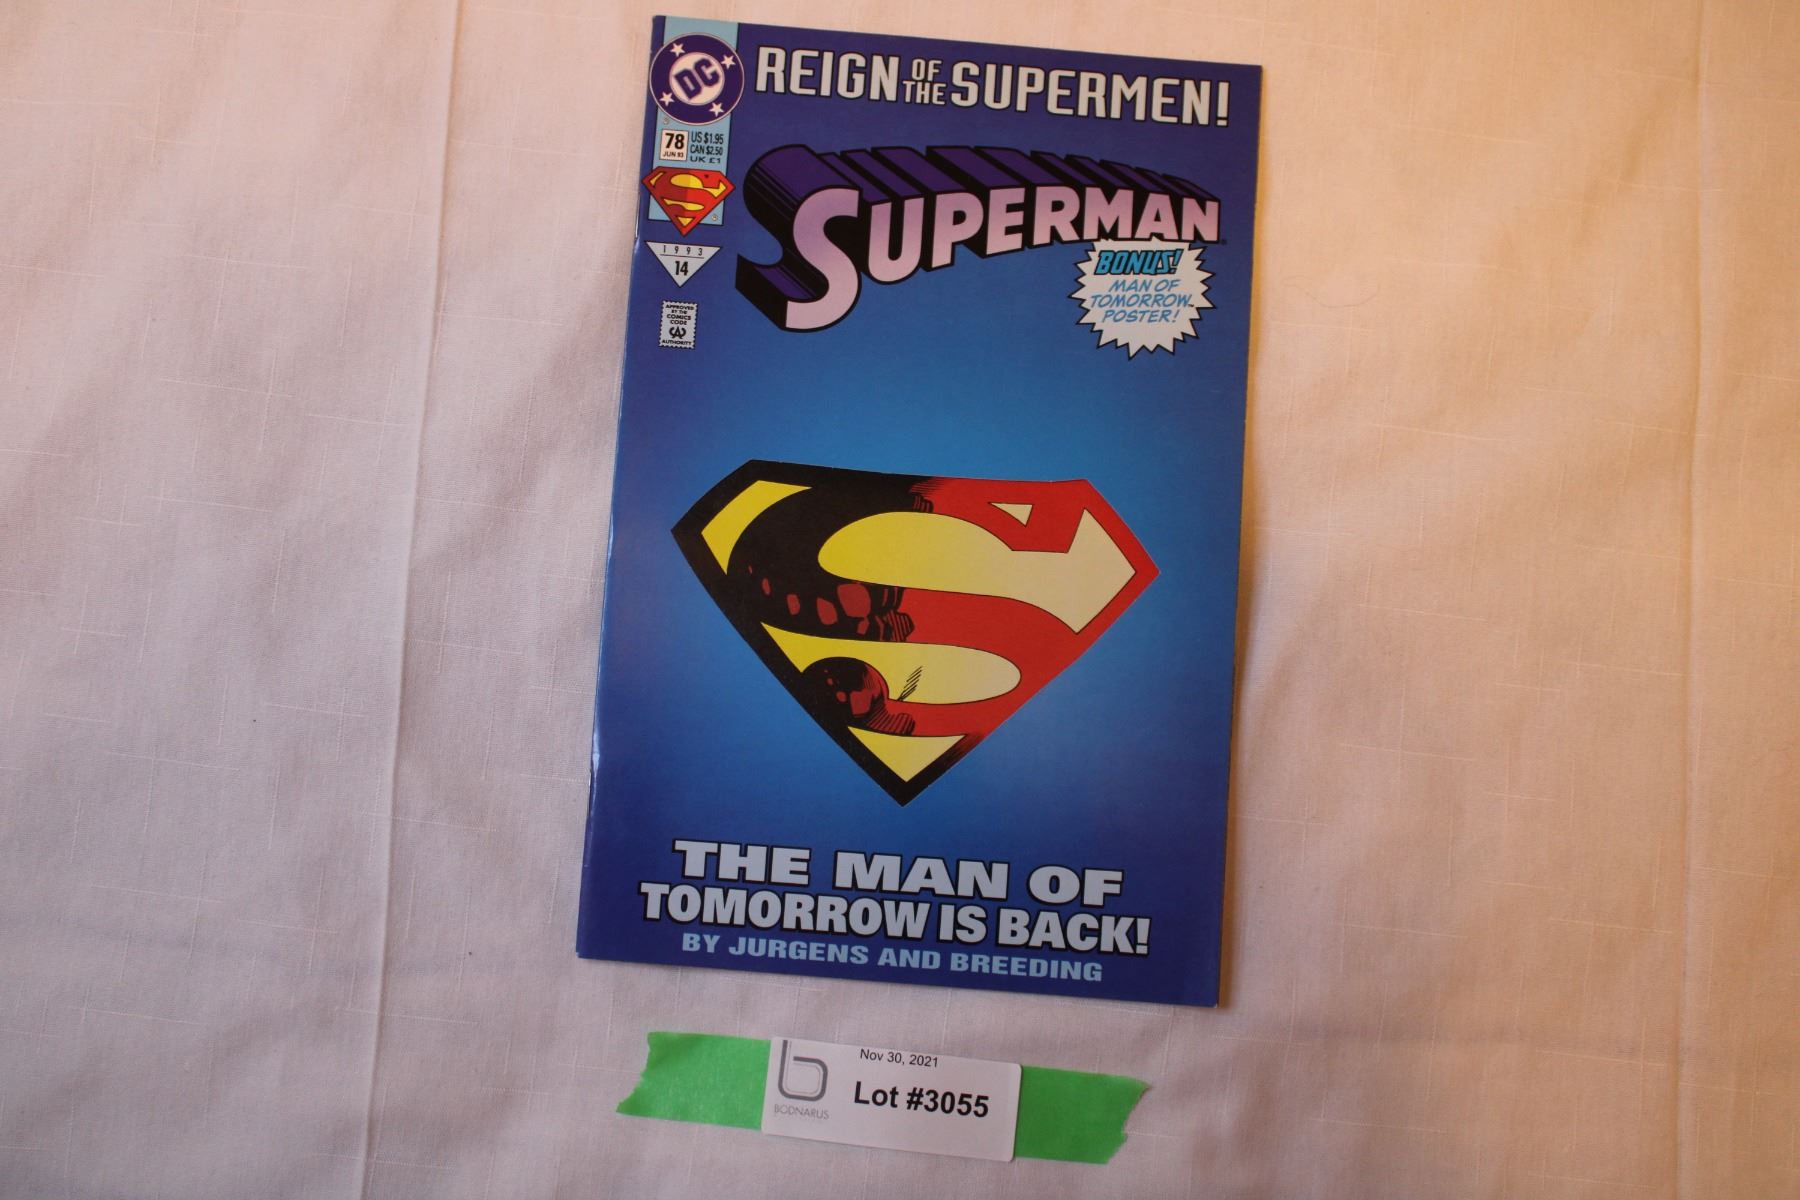 DC
REIGN OF THE SUPERMEN!
78
JUN 93
US $1.95
CAN $2.50
UK £1
S
1993
14
APPROVED
BY THE
COMICS
CODE
CA
AUTHORITY
SUPERMAN
BONUS!
MAN OF
TOMORROW™
POSTER!
S
THE MAN OF
TOMORROW IS BACK!
BY JURGENS AND BREEDING
Nov 30, 2021
b
BODNARUS
Lot #3055